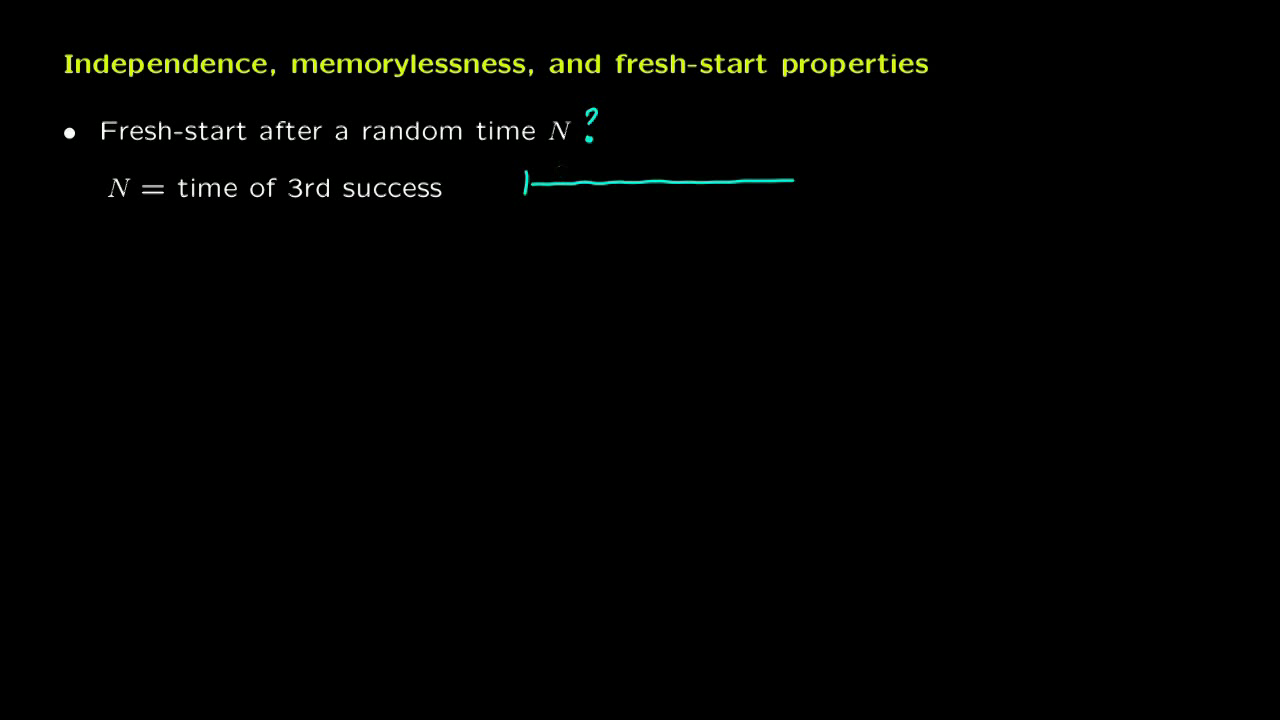 Independence, memorylessness, and fresh-start properties
• Fresh-start after a random time N ?
N = time of 3rd success